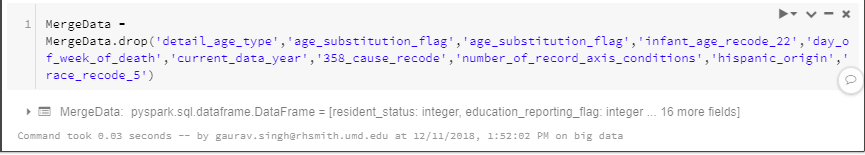 1 MergeData =
MergeData.drop('detail_age_type','age_substitution_flag','age_substitution_flag','infant_age_recode_22','day_o
f_week_of_death','current_data_year','358_cause_recode','number_of_record_axis_conditions','hispanic_origin','
race_recode_5')
MergeData: pyspark.sql.dataframe.DataFrame = [resident_status: integer, education_reporting_flag: integer ... 16 more fields]
Command took 0.03 seconds -- by gaurav.singh@rhsmith.umd.edu at 12/11/2018, 1:52:02 PM on big data